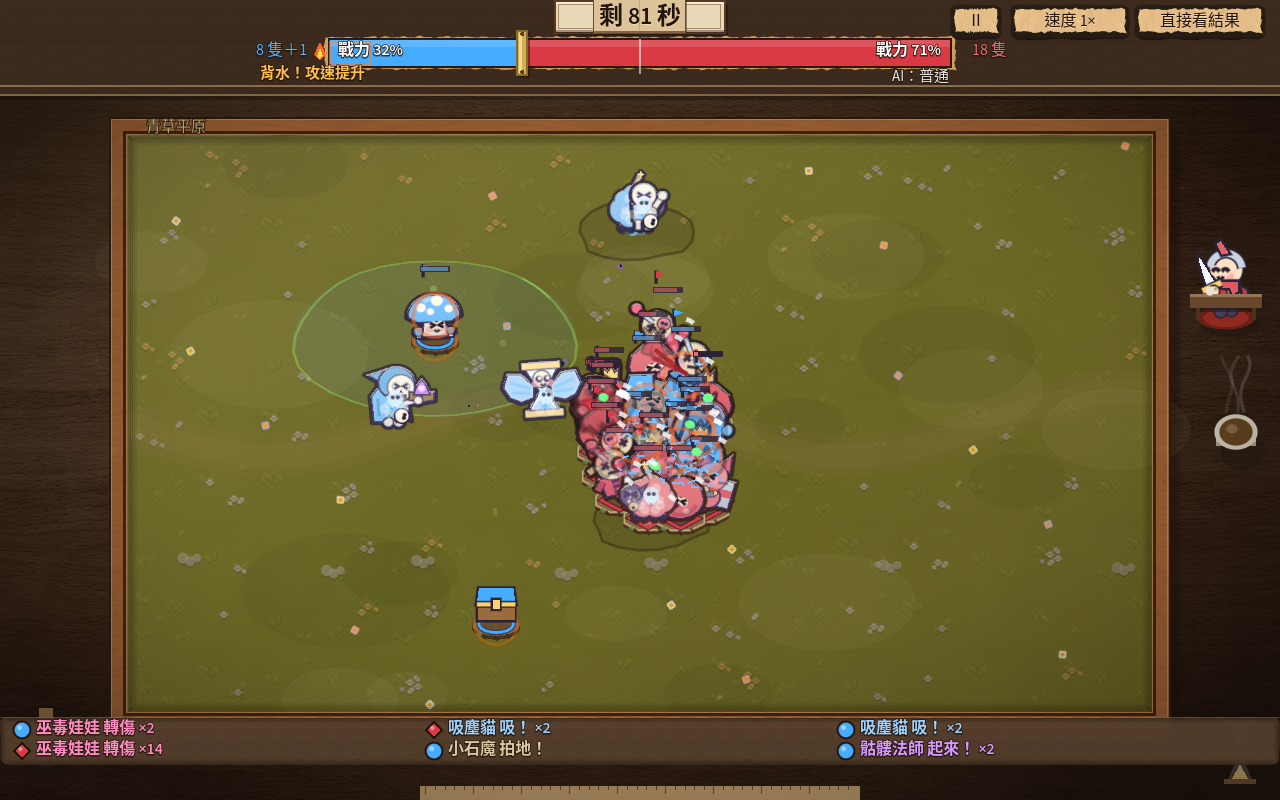 剩 81 秒
II
速度 1×
直接看結果
8 隻＋1
戰力 32%
戰力 71%
18 隻
背水！攻速提升
AI：普通
青草平原
巫毒娃娃 轉傷 ×2
吸塵貓 吸！ ×2
吸塵貓 吸！ ×2
巫毒娃娃 轉傷 ×14
小石魔 拍地！
骷髏法師 起來！ ×2